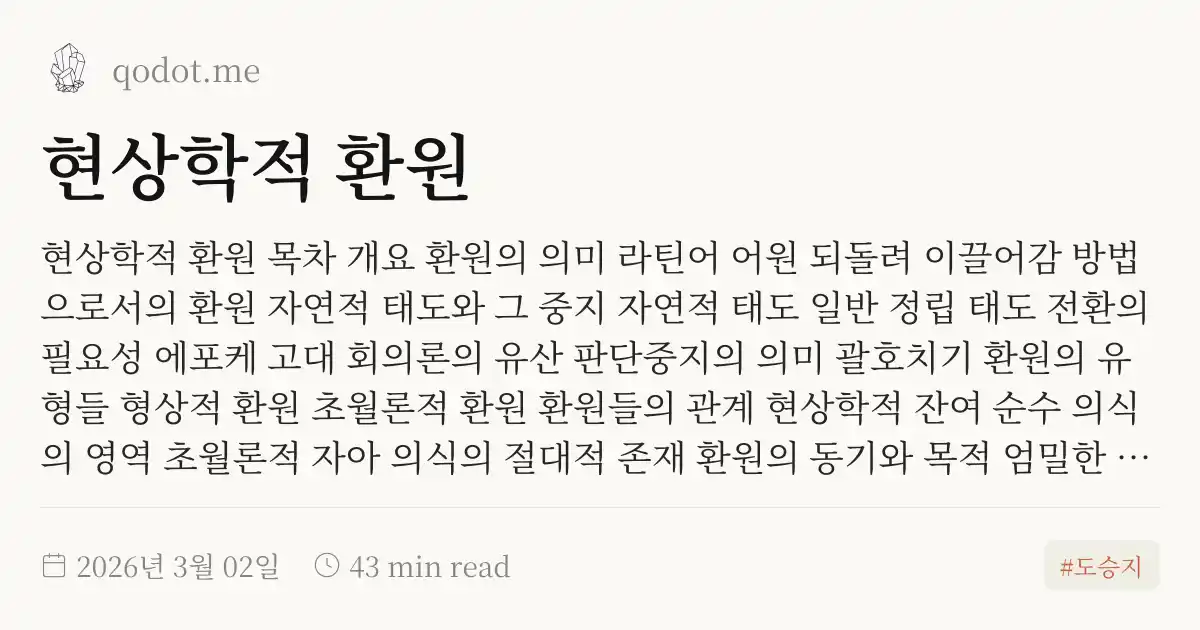 qodot.me
현상학적 환원
현상학적 환원 목차 개요 환원의 의미 라틴어 어원 되돌려 이끌어감 방법
으로서의 환원 자연적 태도와 그 중지 자연적 태도 일반 정립 태도 전환의
필요성 에포케 고대 회의론의 유산 판단중지의 의미 괄호치기 환원의 유
형들 형상적 환원 초월론적 환원 환원들의 관계 현상학적 잔여 순수 의식
의 영역 초월론적 자아 의식의 절대적 존재 환원의 동기와 목적 엄밀한 …
2026년 3월 02일 43 min read #도승지